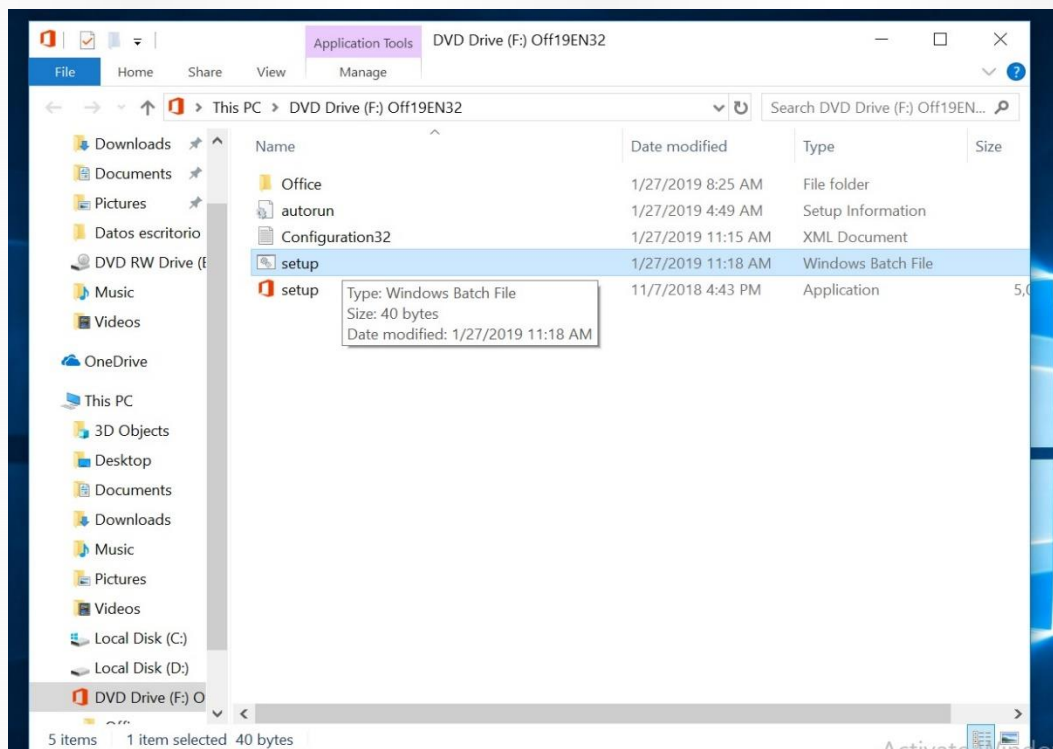 Application Tools
DVD Drive (F:) Off19EN32
File Home Share View Manage
This PC > DVD Drive (F:) Off19EN32
Search DVD Drive (F:) Off19EN...
Downloads
Documents
Pictures
Datos escritorio
DVD RW Drive (E
Music
Videos
OneDrive
This PC
3D Objects
Desktop
Documents
Downloads
Music
Pictures
Videos
Local Disk (C:)
Local Disk (D:)
DVD Drive (F:) O
Name Date modified Type Size
Office 1/27/2019 8:25 AM File folder
autorun 1/27/2019 4:49 AM Setup Information
Configuration32 1/27/2019 11:15 AM XML Document
setup 1/27/2019 11:18 AM Windows Batch File
setup 11/7/2018 4:43 PM Application 5,0
Type: Windows Batch File
Size: 40 bytes
Date modified: 1/27/2019 11:18 AM
5 items 1 item selected 40 bytes